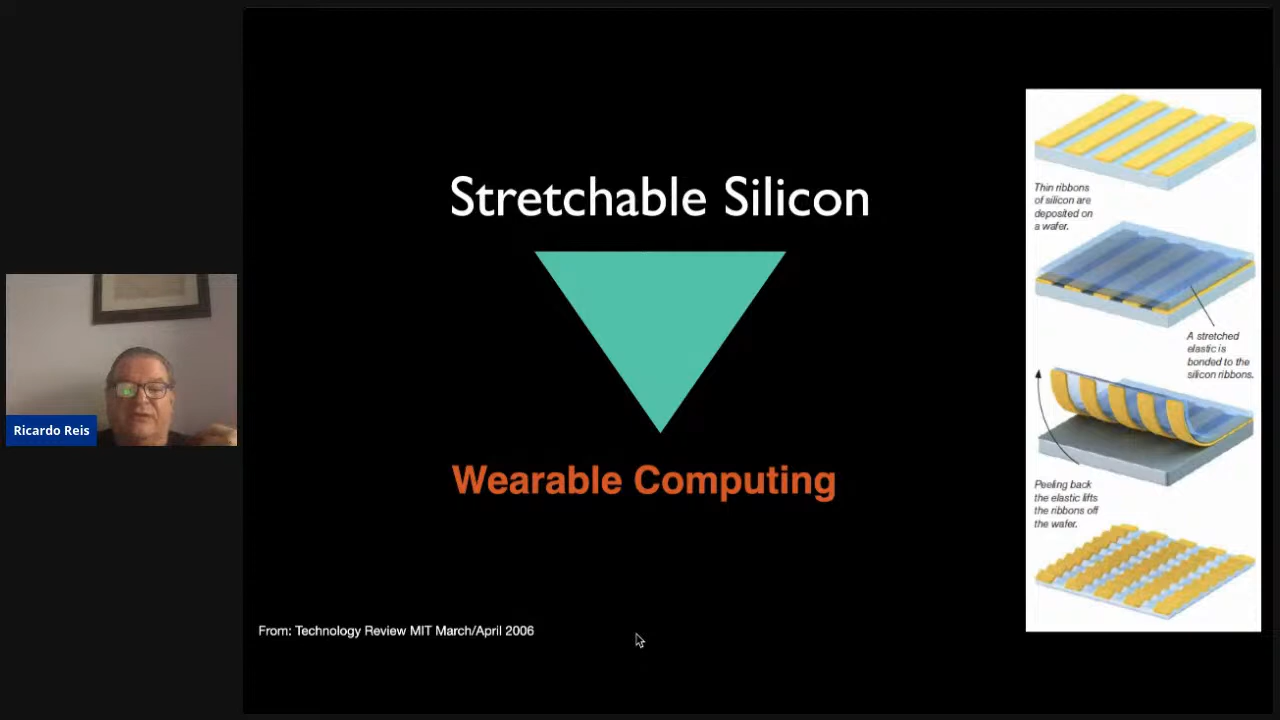 Stretchable Silicon
Wearable Computing
From: Technology Review MIT March/April 2006
Thin ribbons
of silicon are
deposited on
a wafer.
A stretched
elastic is
bonded to the
silicon ribbons.
Peeling back
the elastic lifts
the ribbons off
the wafer.
Ricardo Reis